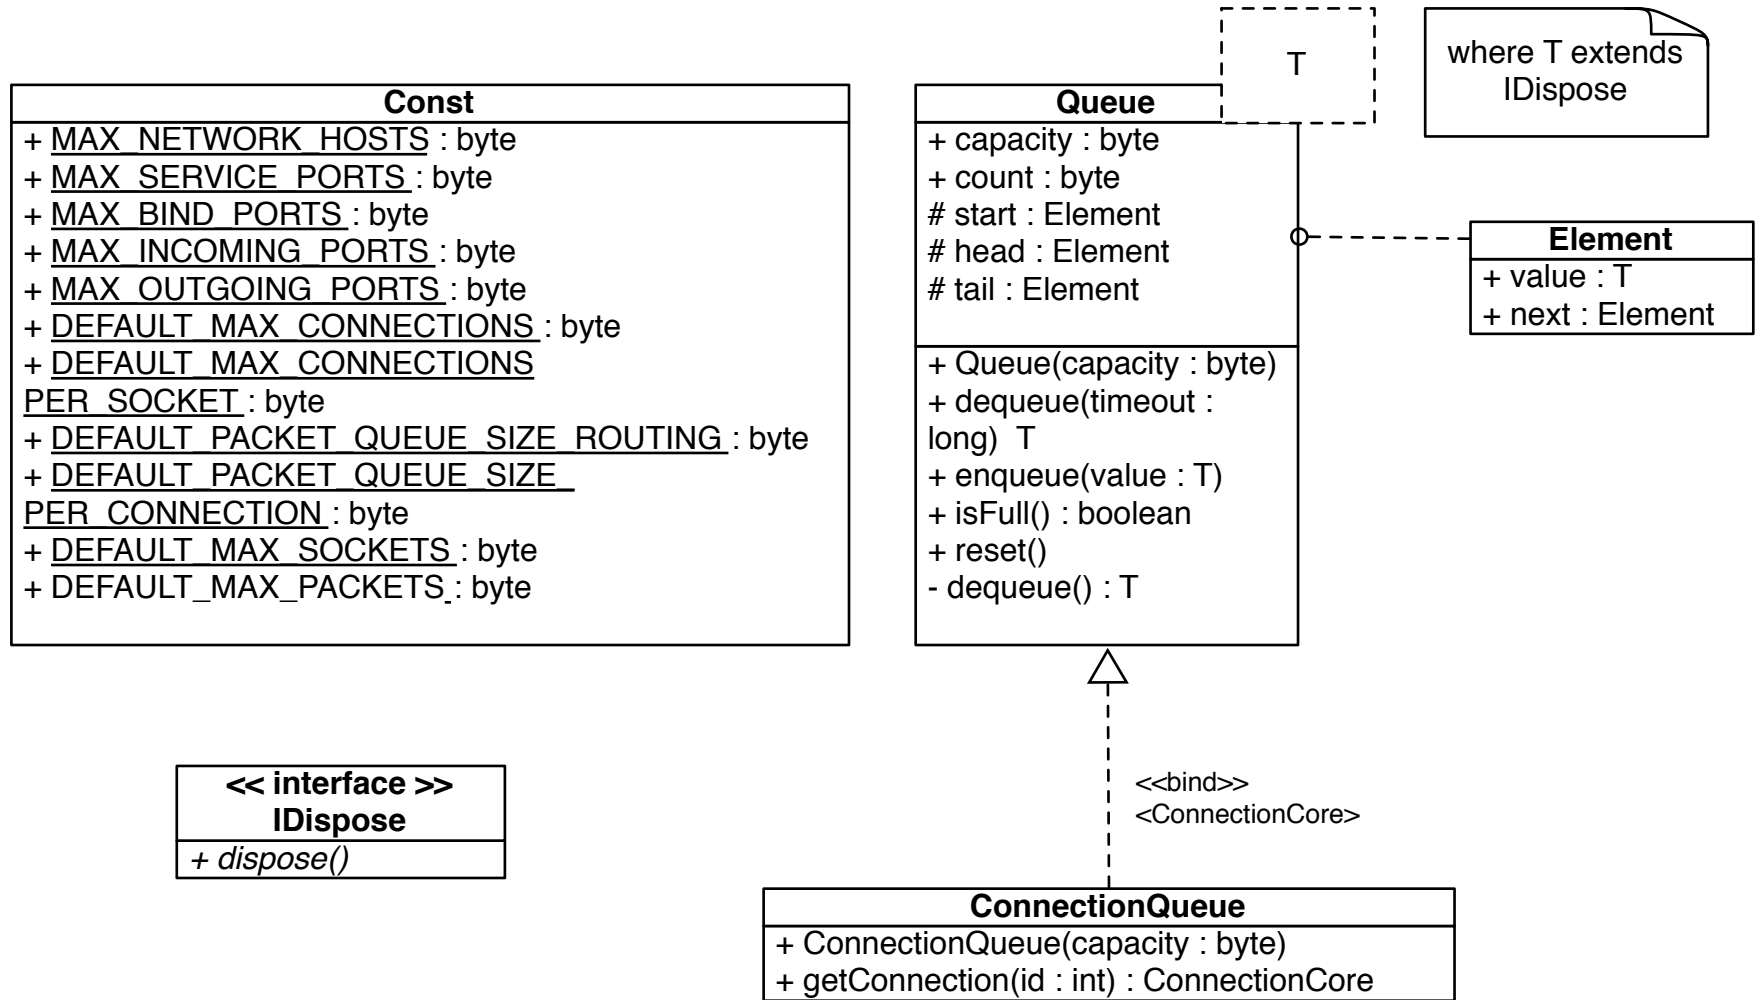 Const
+ MAX_NETWORK_HOSTS : byte
+ MAX_SERVICE_PORTS : byte
+ MAX_BIND_PORTS : byte
+ MAX_INCOMING_PORTS : byte
+ MAX_OUTGOING_PORTS : byte
+ DEFAULT_MAX_CONNECTIONS : byte
+ DEFAULT_MAX_CONNECTIONS
PER_SOCKET : byte
+ DEFAULT_PACKET_QUEUE_SIZE_ROUTING : byte
+ DEFAULT_PACKET_QUEUE_SIZE_
PER_CONNECTION : byte
+ DEFAULT_MAX_SOCKETS : byte
+ DEFAULT_MAX_PACKETS : byte
Queue
T
+ capacity : byte
+ count : byte
# start : Element
# head : Element
# tail : Element
+ Queue(capacity : byte)
+ dequeue(timeout :
long) T
+ enqueue(value : T)
+ isFull() : boolean
+ reset()
- dequeue() : T
where T extends
IDispose
Element
+ value : T
+ next : Element
<< interface >>
IDispose
+ dispose()
<<bind>>
<ConnectionCore>
ConnectionQueue
+ ConnectionQueue(capacity : byte)
+ getConnection(id : int) : ConnectionCore